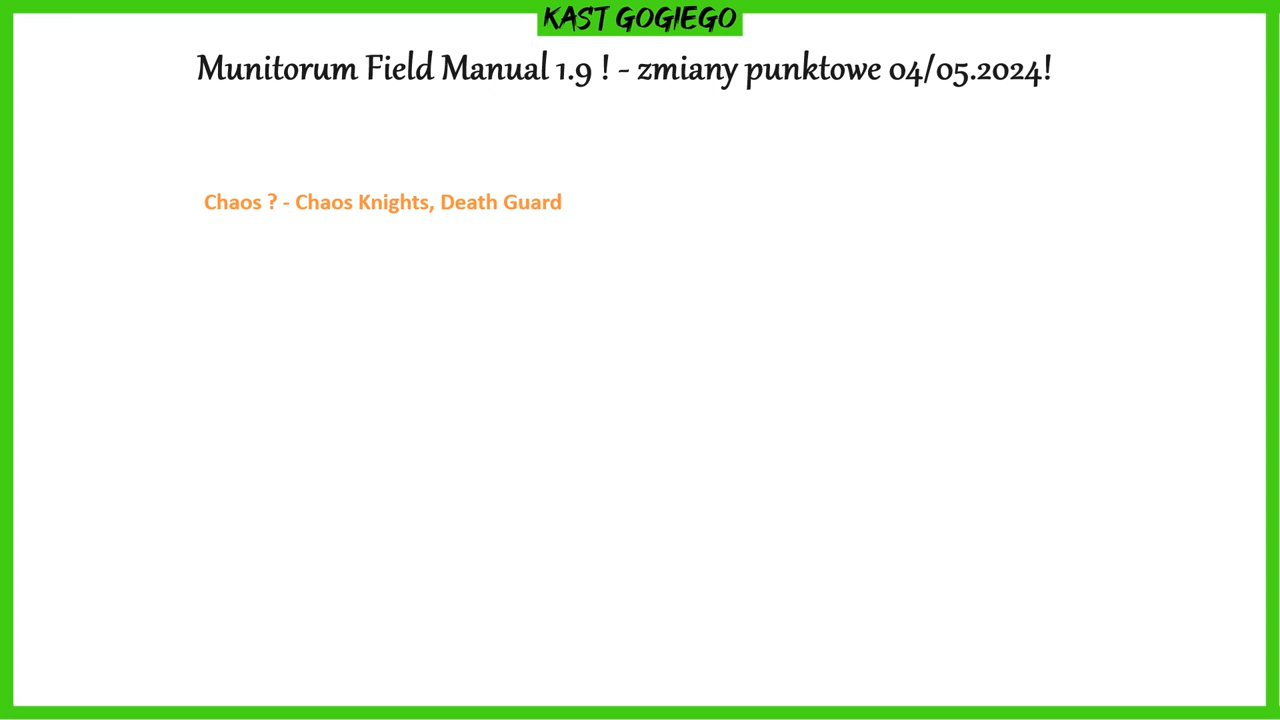 KAST GOGIEGO
Munitorum Field Manual 1.9 ! - zmiany punktowe 04/05.2024!
Chaos ? - Chaos Knights, Death Guard